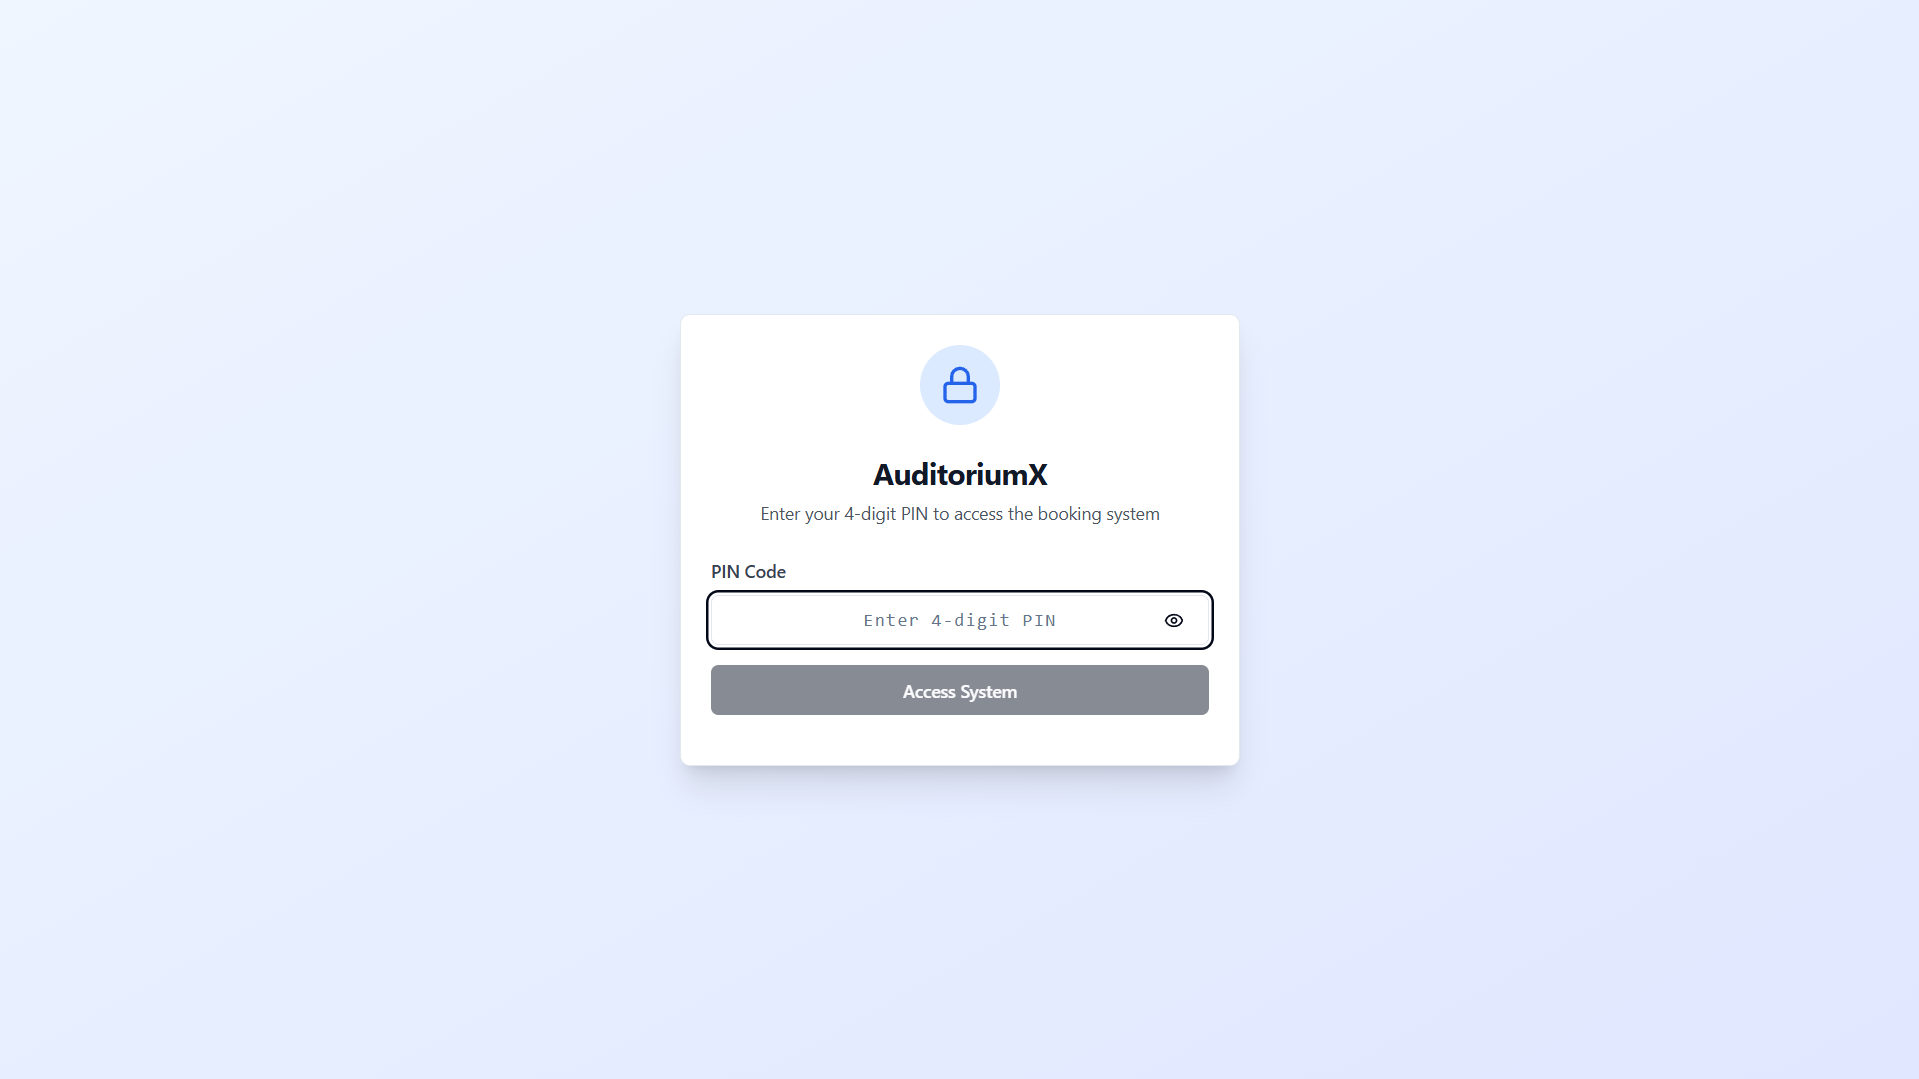 AuditoriumX
Enter your 4-digit PIN to access the booking system
PIN Code
Enter 4-digit PIN
Access System